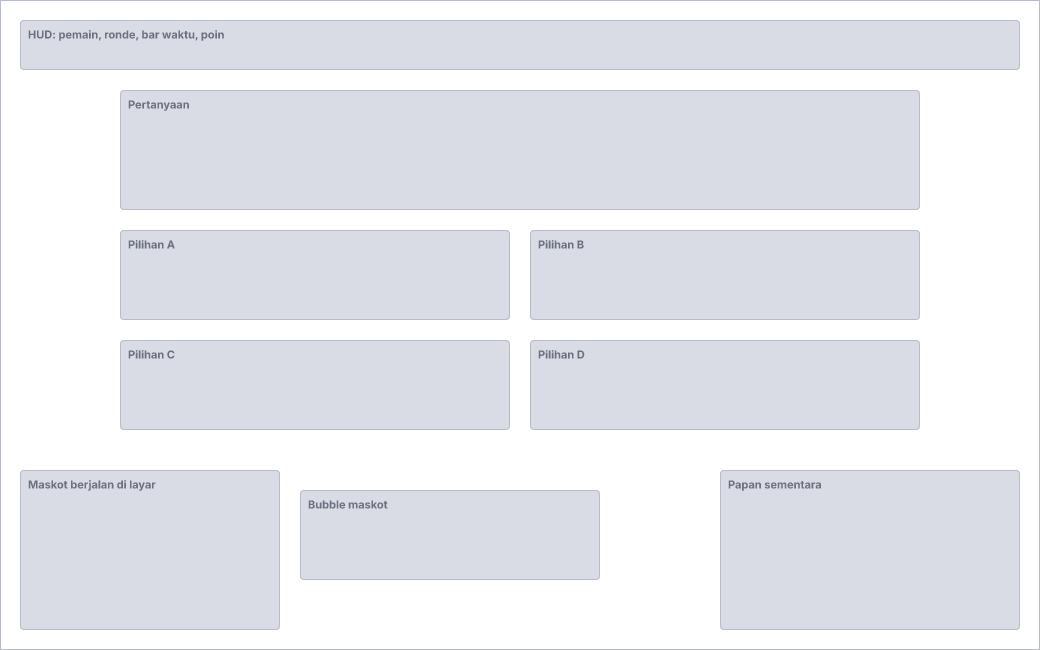 HUD: pemain, ronde, bar waktu, poin
Pertanyaan
Pilihan A
Pilihan B
Pilihan C
Pilihan D
Maskot berjalan di layar
Bubble maskot
Papan sementara